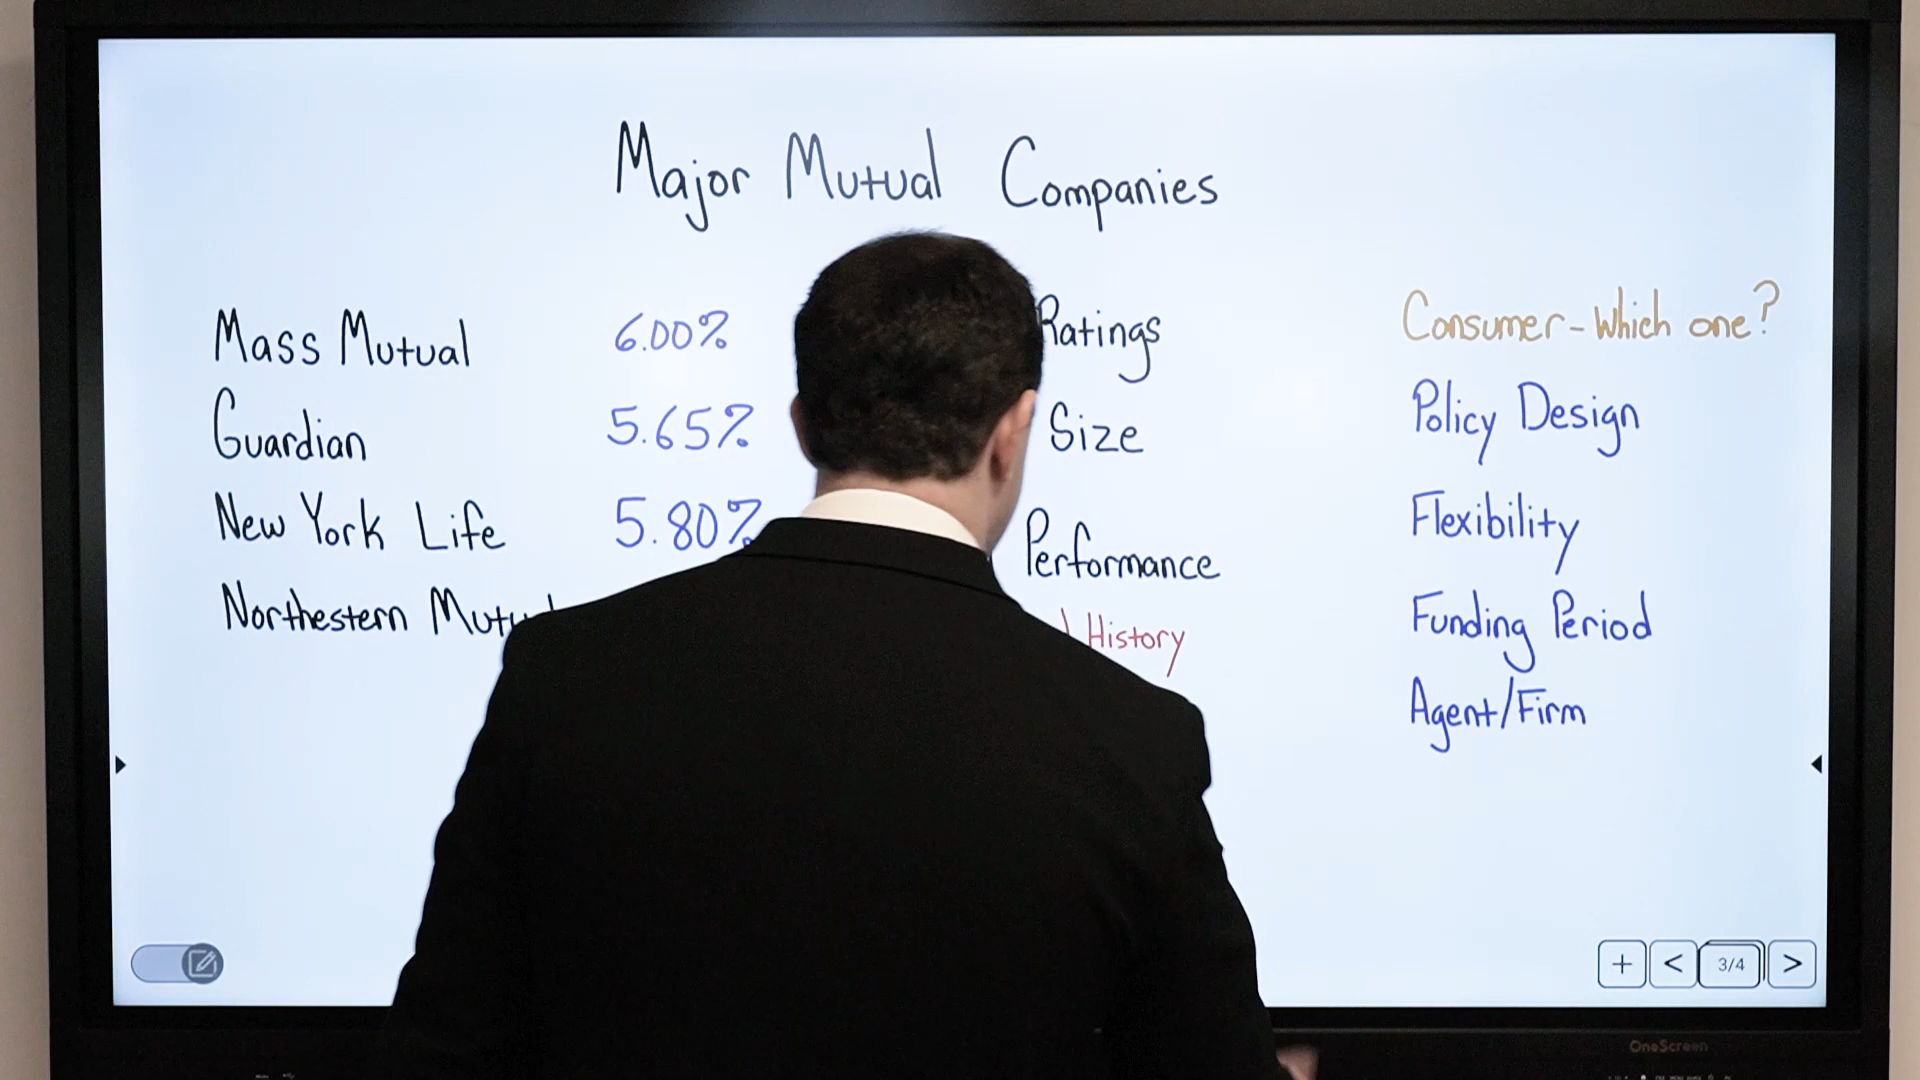 Major Mutual Companies
Mass Mutual 6.00%
Guardian 5.65%
New York Life 5.80%
Northestern
Ratings
Size
Performance
History
Consumer - Which one?
Policy Design
Flexibility
Funding Period
Agent/Firm
+ < 3/4 >
OneScreen